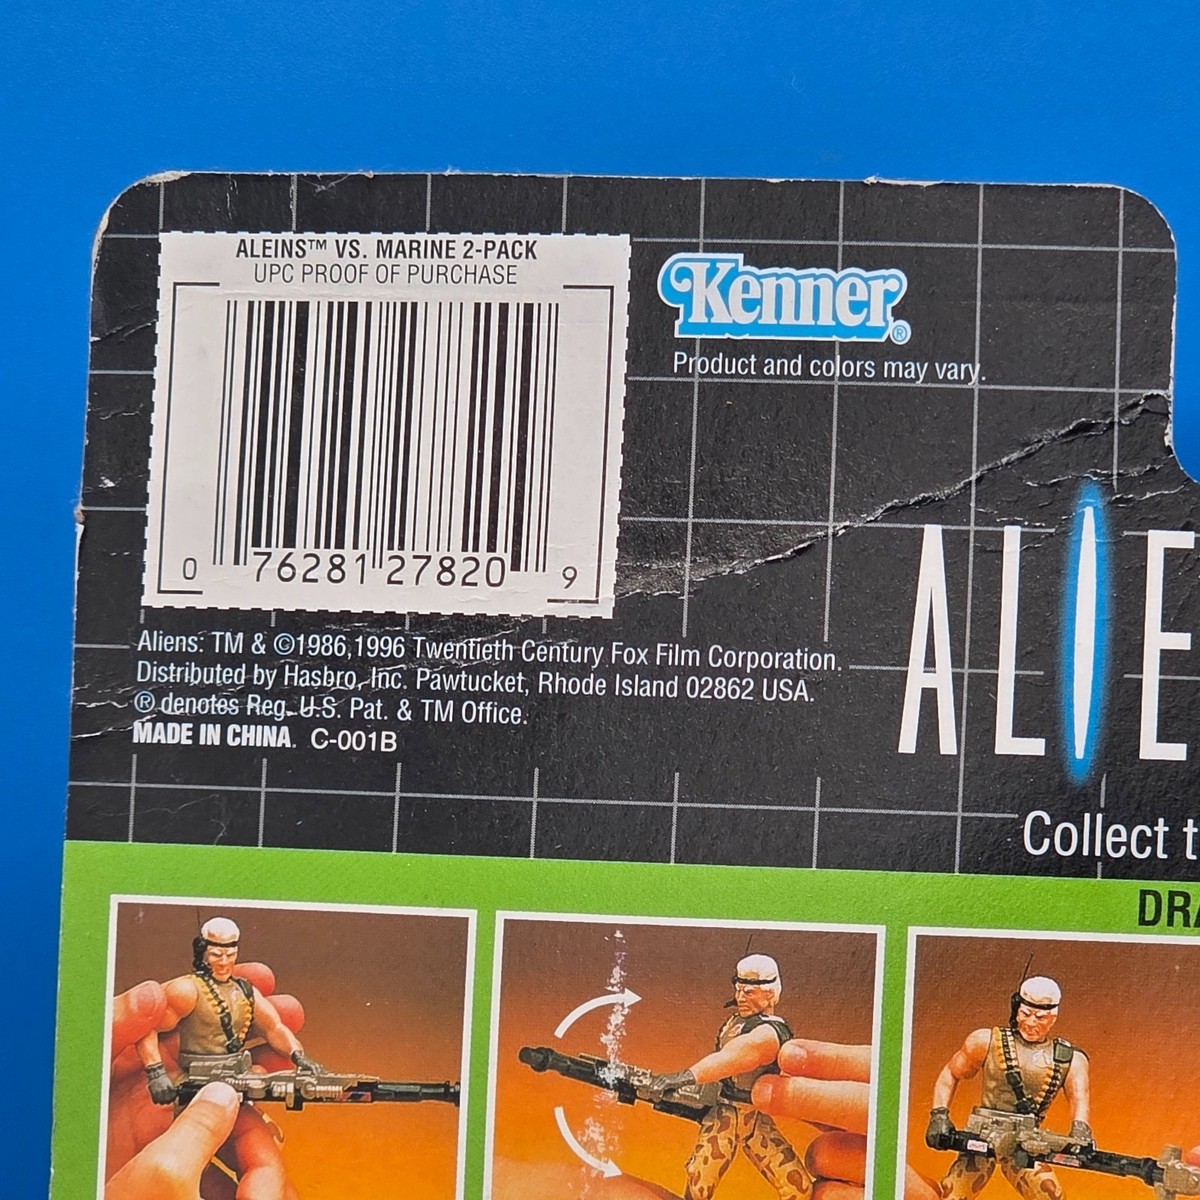 ALEINS™ VS. MARINE 2-PACK
UPC PROOF OF PURCHASE
0 76281 27820 9
Kenner®
Product and colors may vary.
Aliens: TM & ©1986,1996 Twentieth Century Fox Film Corporation.
Distributed by Hasbro, Inc. Pawtucket, Rhode Island 02862 USA.
® denotes Reg. U.S. Pat. & TM Office.
MADE IN CHINA. C-001B
ALIE
Collect t
DRA